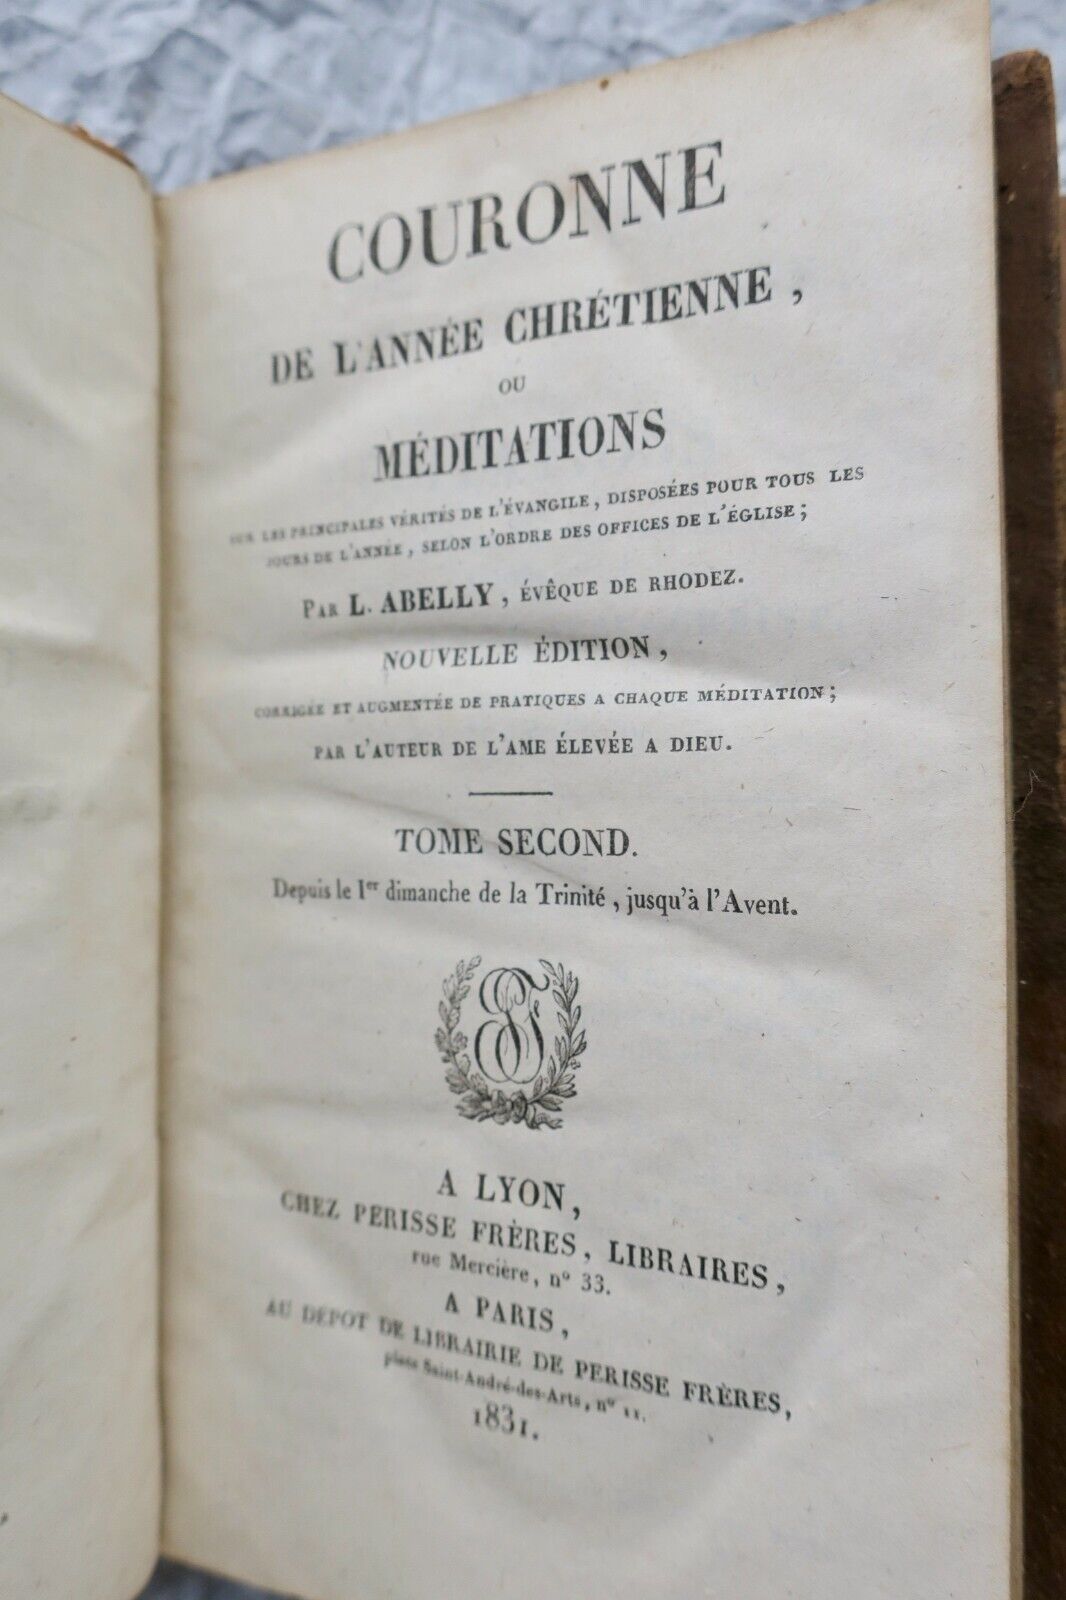 COURONNE
DE L'ANNÉE CHRÉTIENNE,
OU
MÉDITATIONS
SUR LES PRINCIPALES VÉRITÉS DE L'ÉVANGILE, DISPOSÉES POUR TOUS LES
JOURS DE L'ANNÉE, SELON L'ORDRE DES OFFICES DE L'ÉGLISE;
PAR L. ABELLY, ÉVÊQUE DE RHODEZ.
NOUVELLE ÉDITION,
CORRIGÉE ET AUGMENTÉE DE PRATIQUES A CHAQUE MÉDITATION;
PAR L'AUTEUR DE L'AME ÉLEVÉE A DIEU.
TOME SECOND.
Depuis le Ier dimanche de la Trinité, jusqu'à l'Avent.
A LYON,
CHEZ PERISSE FRÈRES, LIBRAIRES,
rue Mercière, n° 33.
A PARIS,
AU DÉPOT DE LIBRAIRIE DE PERISSE FRÈRES,
place Saint-André-des-Arts, n° 11.
1831.